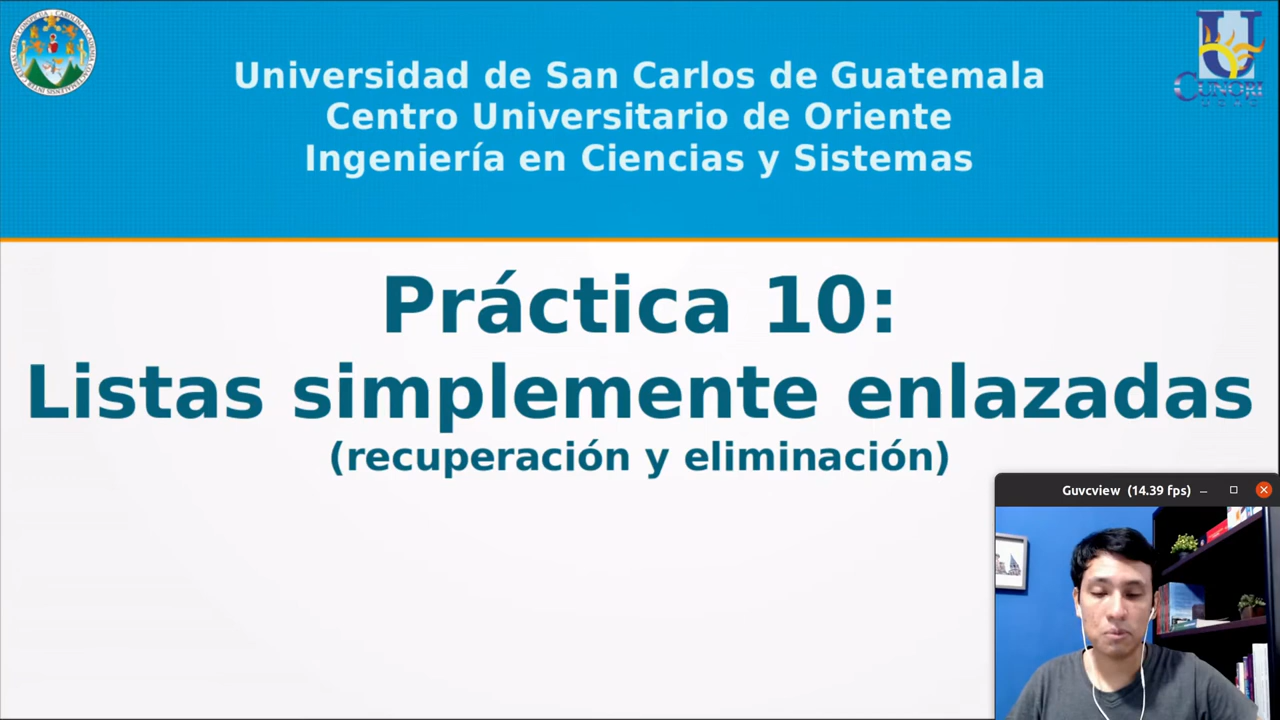 Universidad de San Carlos de Guatemala
Centro Universitario de Oriente
Ingeniería en Ciencias y Sistemas
CUNORI
Práctica 10:
Listas simplemente enlazadas
(recuperación y eliminación)
Guvcview (14.39 fps)